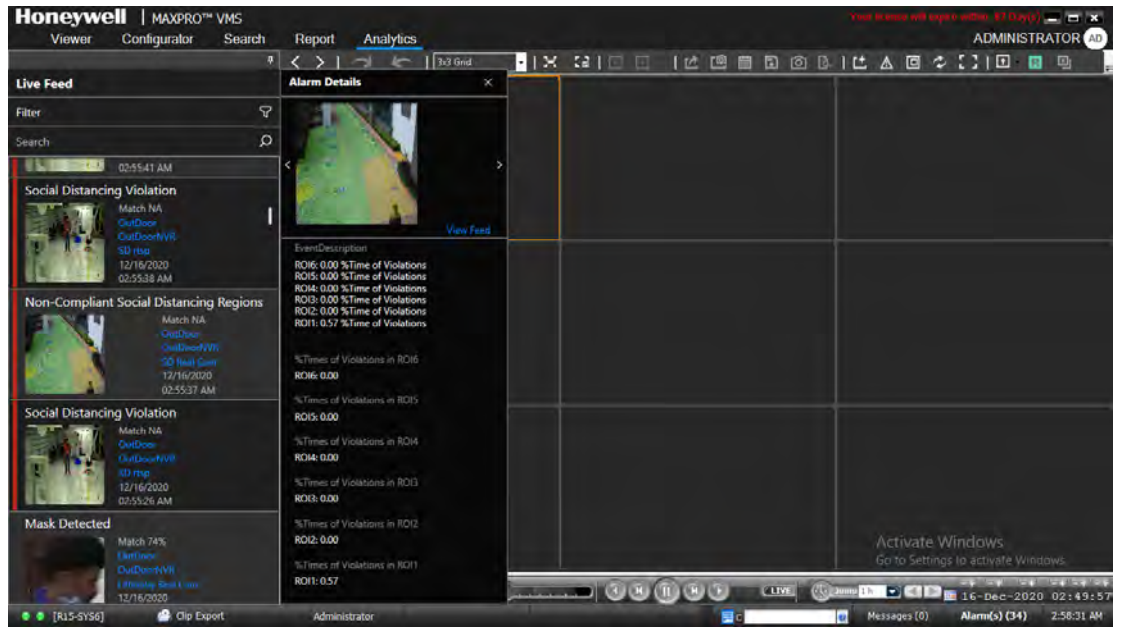 Honeywell | MAXPRO™ VMS
Viewer Configurator Search Report Analytics
ADMINISTRATOR AD
3x3 Grid
Live Feed
Filter
Search
02:55:41 AM
Social Distancing Violation
Match NA
OutDoor
OutDoorNVR
SD rtsp
12/16/2020
02:55:38 AM
Non-Compliant Social Distancing Regions
Match NA
OutDoor
OutDoorNVR
12/16/2020
02:55:37 AM
Social Distancing Violation
Match NA
OutDoor
OutDoorNVR
SD rtsp
12/16/2020
02:55:26 AM
Mask Detected
Match 74%
OutDoor
OutDoorNVR
12/16/2020
Alarm Details
View Feed
EventDescription
ROI6: 0.00 %Time of Violations
ROI5: 0.00 %Time of Violations
ROI4: 0.00 %Time of Violations
ROI3: 0.00 %Time of Violations
ROI2: 0.00 %Time of Violations
ROI1: 0.57 %Time of Violations
%Times of Violations in ROI6
ROI6: 0.00
%Times of Violations in ROI5
ROI5: 0.00
%Times of Violations in ROI4
ROI4: 0.00
%Times of Violations in ROI3
ROI3: 0.00
%Times of Violations in ROI2
ROI2: 0.00
%Times of Violations in ROI1
ROI1: 0.57
Activate Windows
Go to Settings to activate Windows.
LIVE Jump 1 h 16-Dec-2020 02:49:57
[R15-SYS6] Clip Export Administrator Messages (0) Alarm(s) (34) 2:56:31 AM